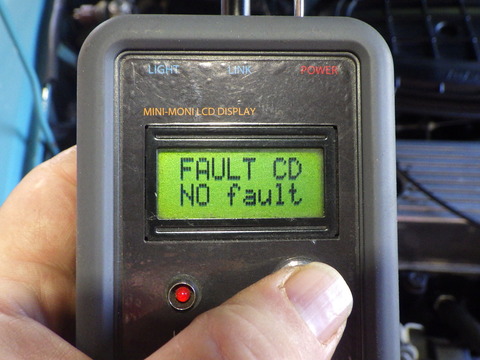 LIGHT LINK POWER
MINI-MONI LCD DISPLAY
FAULT CD
NO fault